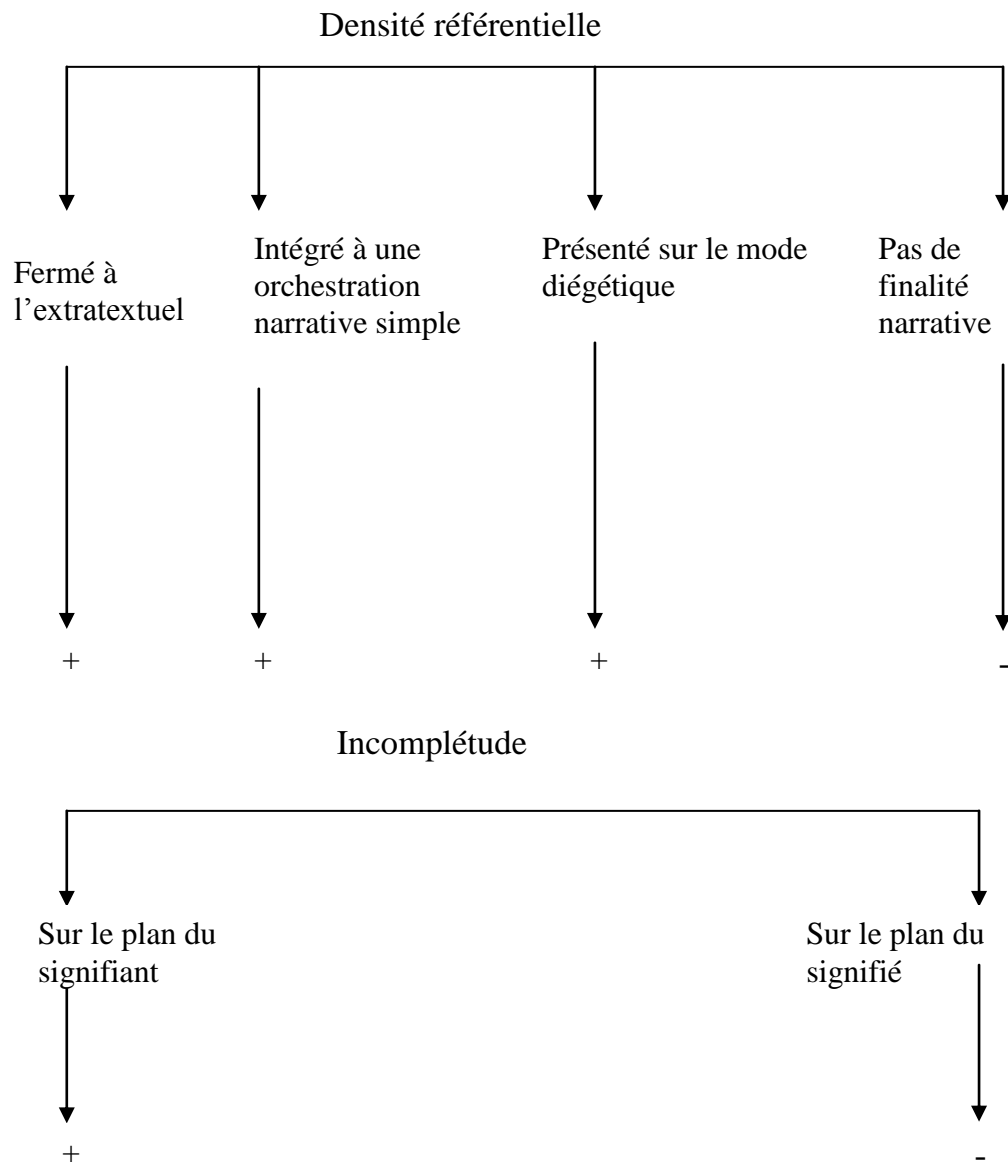 Densité référentielle
Fermé à
l’extratextuel
Intégré à une
orchestration
narrative simple
Présenté sur le mode
diégétique
Pas de
finalité
narrative
+
+
+
-
Incomplétude
Sur le plan du
signifiant
Sur le plan du
signifié
+
-